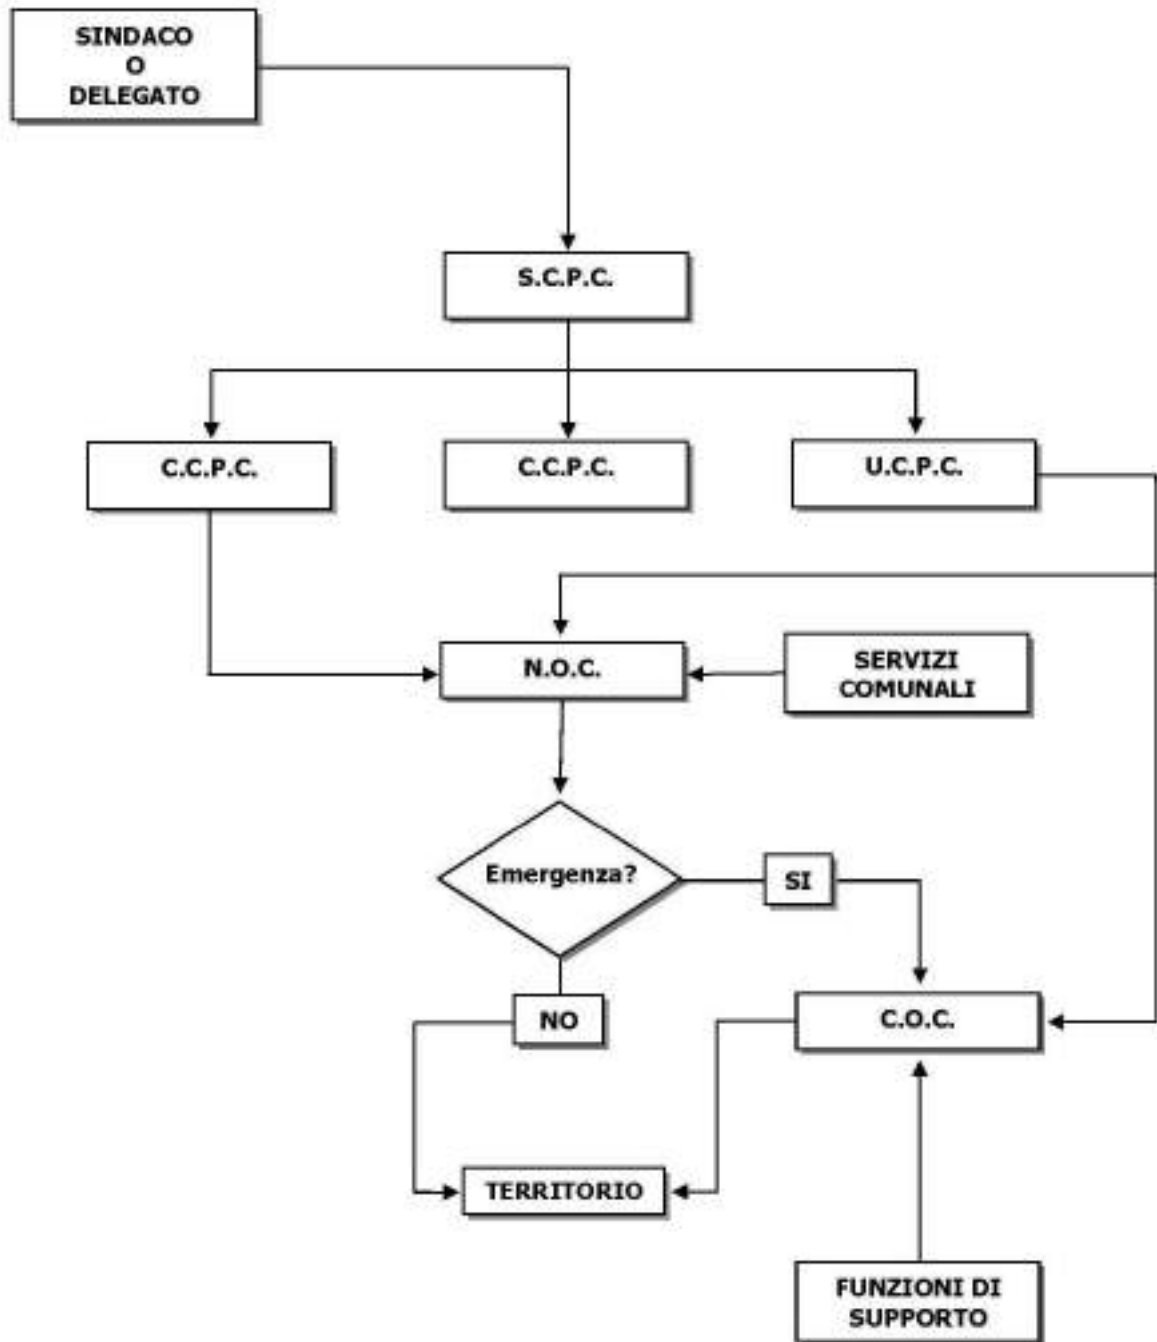 SINDACO
O
DELEGATO
S.C.P.C.
C.C.P.C.
C.C.P.C.
U.C.P.C.
N.O.C.
SERVIZI
COMUNALI
Emergenza?
SI
NO
C.O.C.
TERRITORIO
FUNZIONI DI
SUPPORTO